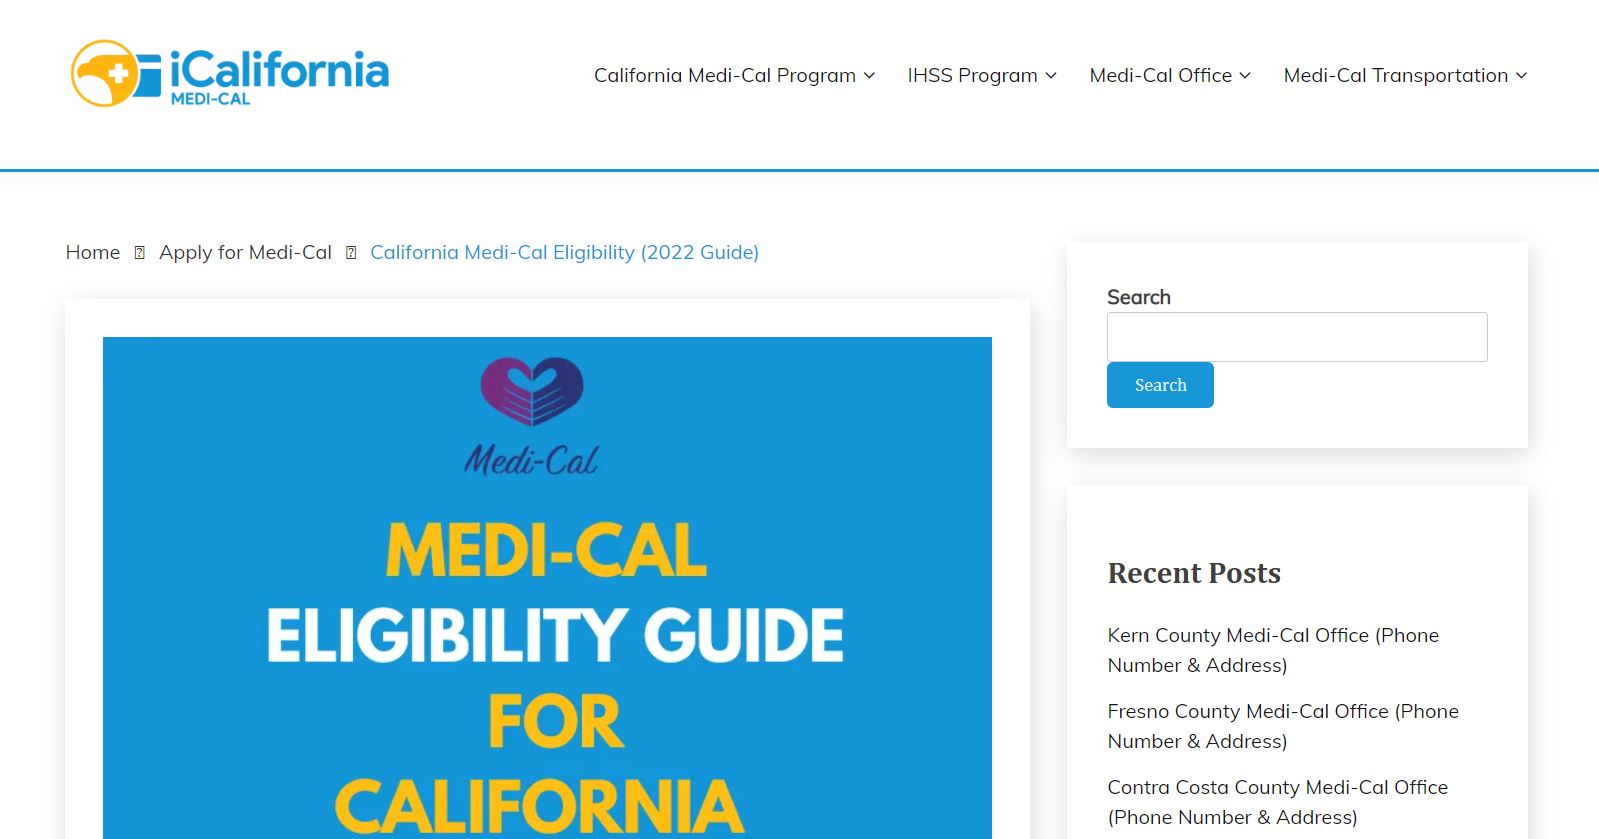 iCalifornia
MEDI-CAL
California Medi-Cal Program IHSS Program Medi-Cal Office Medi-Cal Transportation
Home Apply for Medi-Cal California Medi-Cal Eligibility (2022 Guide)
Medi-Cal
MEDI-CAL
ELIGIBILITY GUIDE
FOR
CALIFORNIA
Search
Search
Recent Posts
Kern County Medi-Cal Office (Phone
Number & Address)
Fresno County Medi-Cal Office (Phone
Number & Address)
Contra Costa County Medi-Cal Office
(Phone Number & Address)